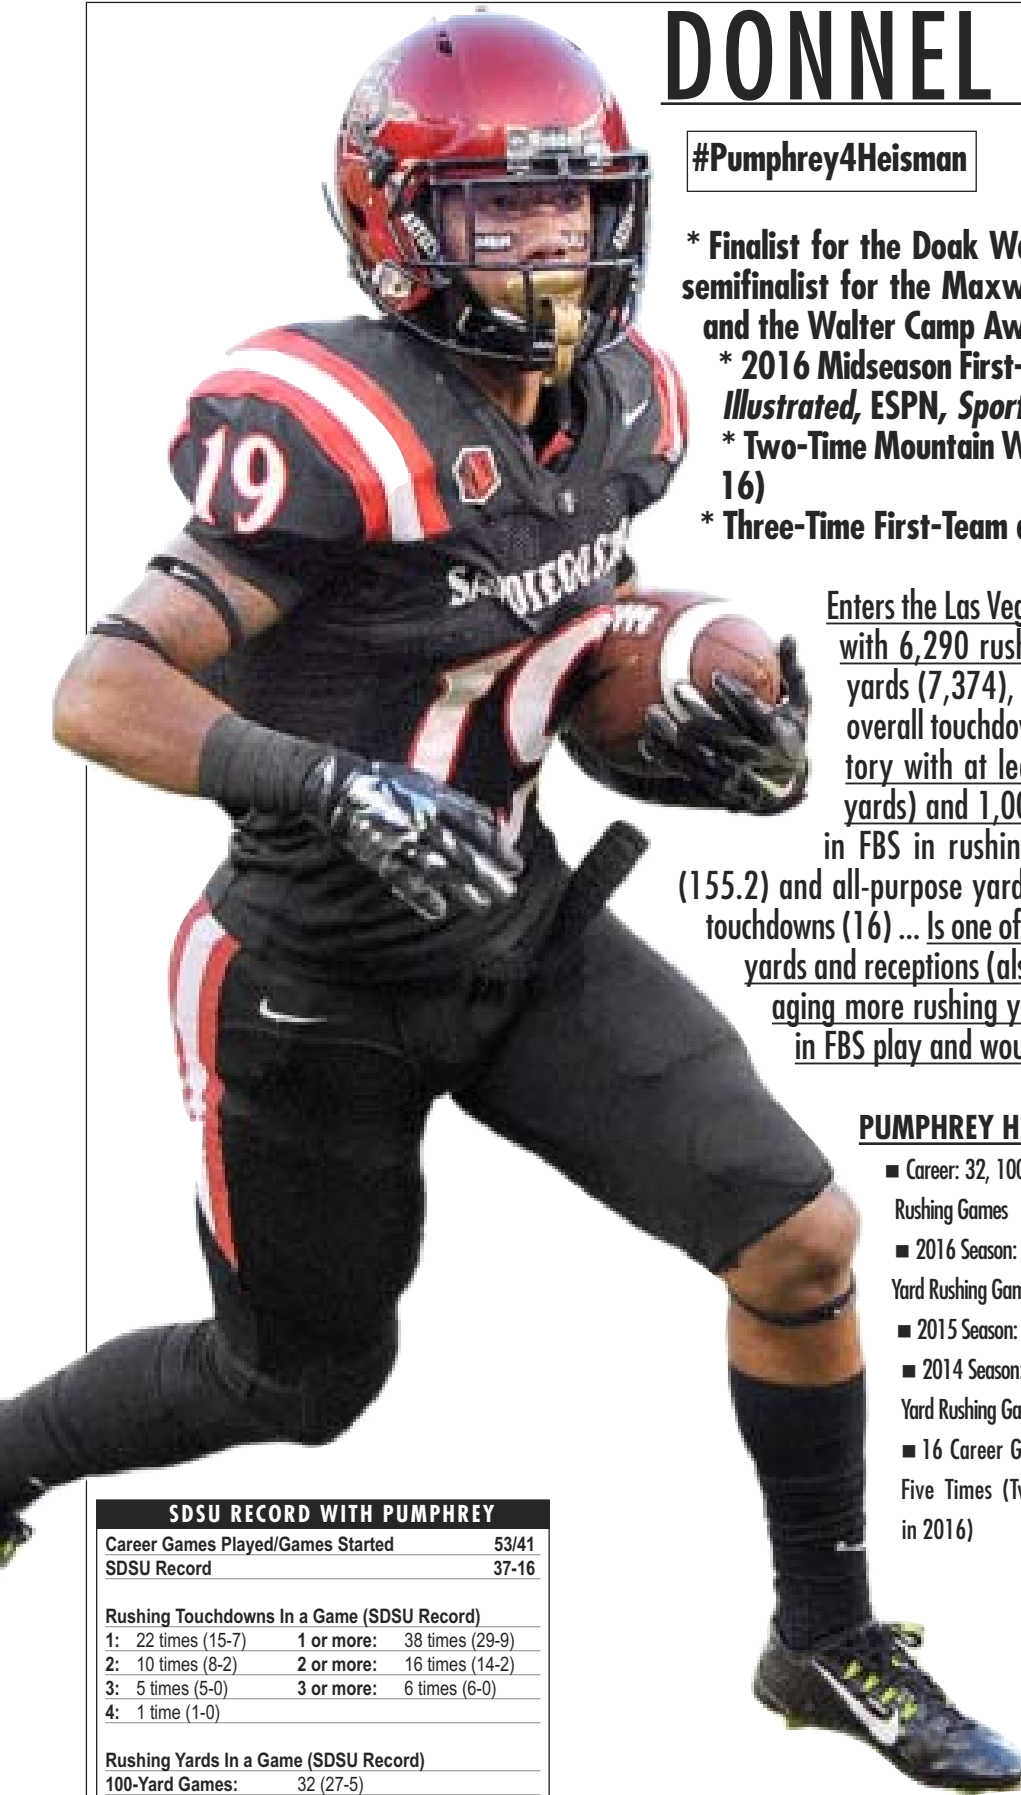 DONNEL
#Pumphrey4Heisman
* Finalist for the Doak Wa
semifinalist for the Maxw
and the Walter Camp Aw
* 2016 Midseason First-
Illustrated, ESPN, Sport
* Two-Time Mountain W
16)
* Three-Time First-Team
19
Enters the Las Veg
with 6,290 rush
yards (7,374),
overall touchdow
tory with at lea
yards) and 1,00
in FBS in rushin
(155.2) and all-purpose yard
touchdowns (16) ... Is one of
yards and receptions (als
aging more rushing y
in FBS play and wou
PUMPHREY H
■ Career: 32, 100
Rushing Games
■ 2016 Season:
Yard Rushing Gam
■ 2015 Season:
■ 2014 Season:
Yard Rushing Ga
■ 16 Career G
Five Times (Tw
in 2016)
SDSU RECORD WITH PUMPHREY
Career Games Played/Games Started 53/41
SDSU Record 37-16
Rushing Touchdowns In a Game (SDSU Record)
1: 22 times (15-7) 1 or more: 38 times (29-9)
2: 10 times (8-2) 2 or more: 16 times (14-2)
3: 5 times (5-0) 3 or more: 6 times (6-0)
4: 1 time (1-0)
Rushing Yards In a Game (SDSU Record)
100-Yard Games: 32 (27-5)